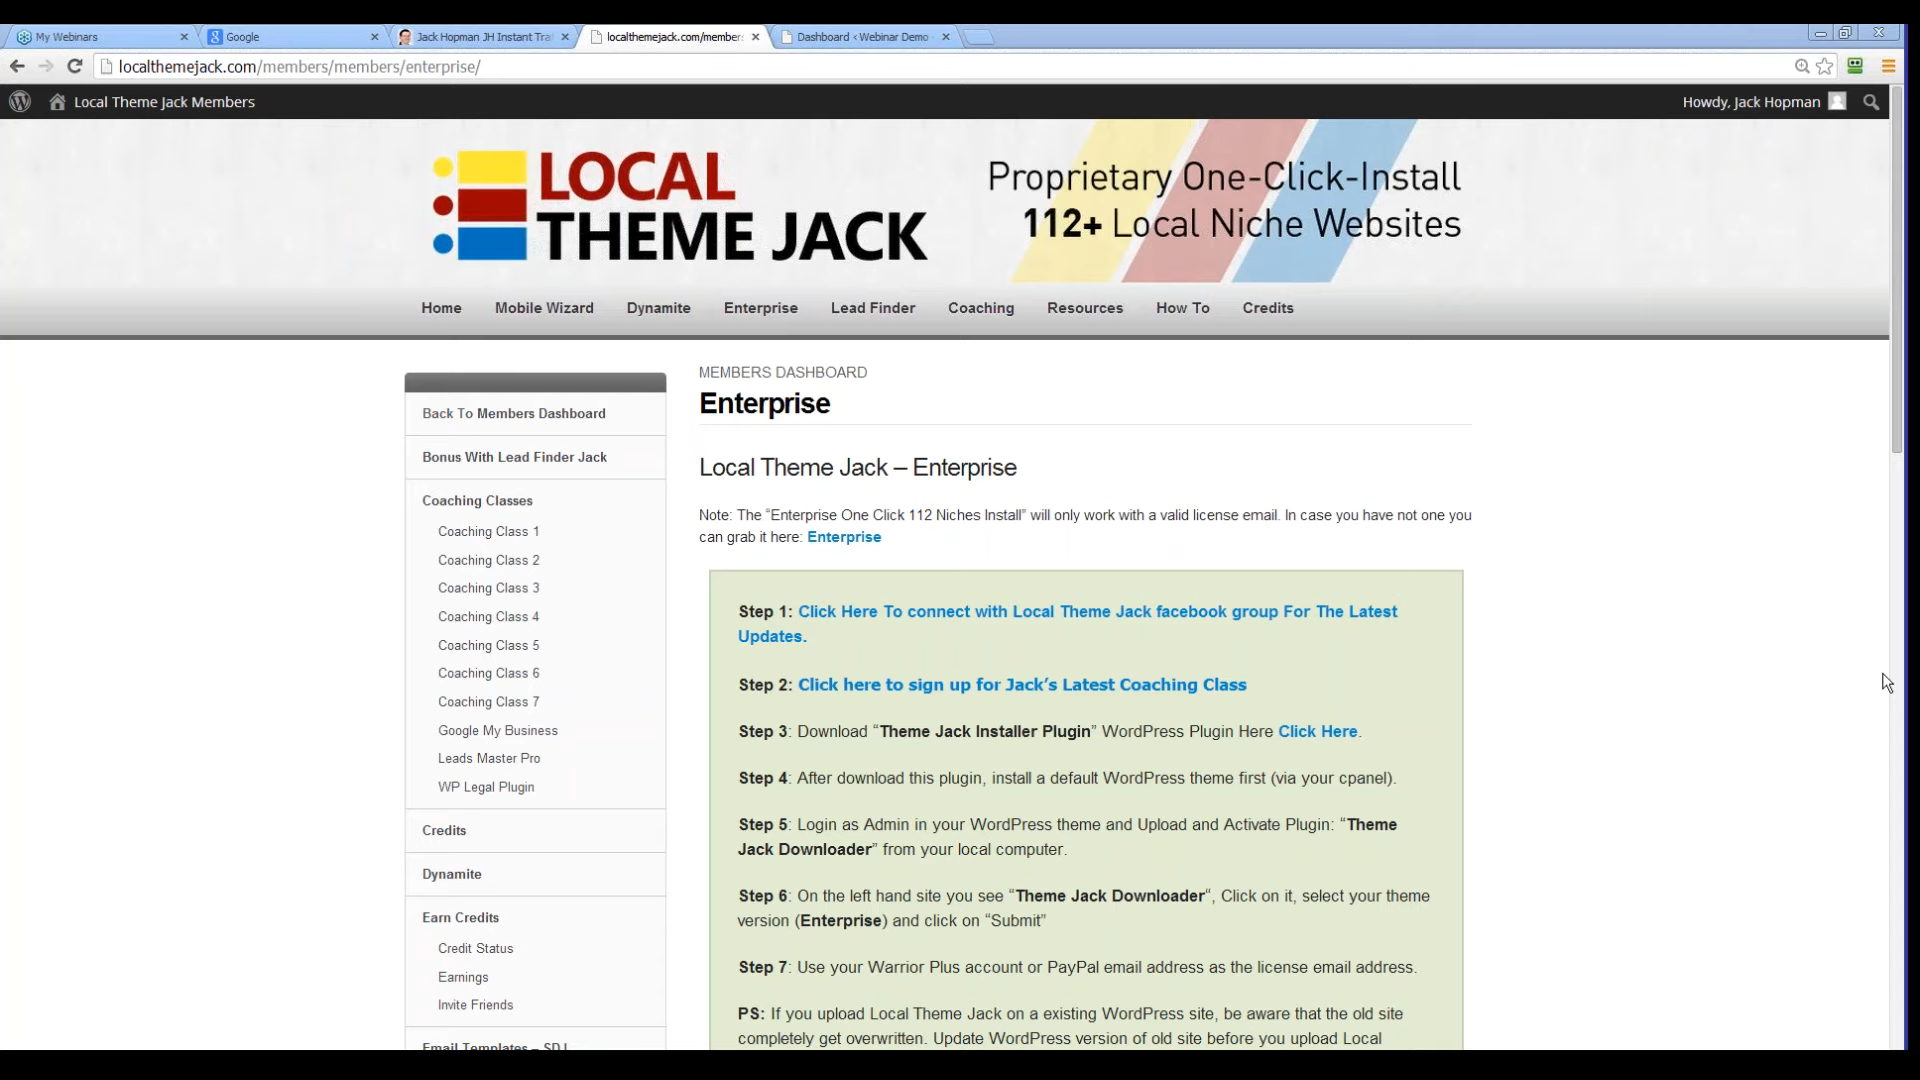 My Webinars
Google
Jack Hopman JH Instant Tra
localthemejack.com/member
Dashboard ‹ Webinar Demo
localthemejack.com/members/members/enterprise/
Local Theme Jack Members
Howdy, Jack Hopman
LOCAL
THEME JACK
Proprietary One-Click-Install
112+ Local Niche Websites
Home Mobile Wizard Dynamite Enterprise Lead Finder Coaching Resources How To Credits
Back To Members Dashboard
Bonus With Lead Finder Jack
Coaching Classes
Coaching Class 1
Coaching Class 2
Coaching Class 3
Coaching Class 4
Coaching Class 5
Coaching Class 6
Coaching Class 7
Google My Business
Leads Master Pro
WP Legal Plugin
Credits
Dynamite
Earn Credits
Credit Status
Earnings
Invite Friends
Email Templates – SDJ
MEMBERS DASHBOARD
Enterprise
Local Theme Jack – Enterprise
Note: The “Enterprise One Click 112 Niches Install” will only work with a valid license email. In case you have not one you
can grab it here: Enterprise
Step 1: Click Here To connect with Local Theme Jack facebook group For The Latest
Updates.
Step 2: Click here to sign up for Jack’s Latest Coaching Class
Step 3: Download “Theme Jack Installer Plugin” WordPress Plugin Here Click Here.
Step 4: After download this plugin, install a default WordPress theme first (via your cpanel).
Step 5: Login as Admin in your WordPress theme and Upload and Activate Plugin: “Theme
Jack Downloader” from your local computer.
Step 6: On the left hand site you see “Theme Jack Downloader“, Click on it, select your theme
version (Enterprise) and click on “Submit”
Step 7: Use your Warrior Plus account or PayPal email address as the license email address.
PS: If you upload Local Theme Jack on a existing WordPress site, be aware that the old site
completely get overwritten. Update WordPress version of old site before you upload Local